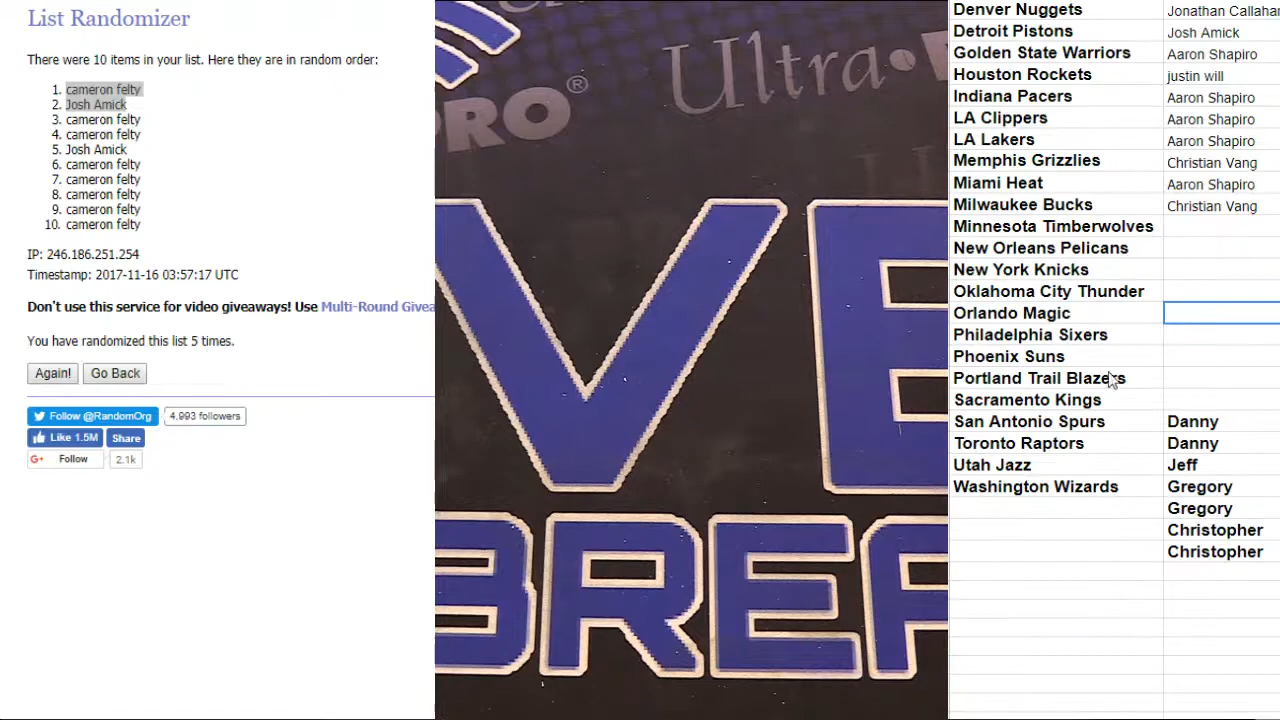 List Randomizer
There were 10 items in your list. Here they are in random order:
1. cameron felty
2. Josh Amick
3. cameron felty
4. cameron felty
5. Josh Amick
6. cameron felty
7. cameron felty
8. cameron felty
9. cameron felty
10. cameron felty
IP: 246.186.251.254
Timestamp: 2017-11-16 03:57:17 UTC
Don't use this service for video giveaways! Use Multi-Round Givea
You have randomized this list 5 times.
Again! Go Back
Follow @RandomOrg 4,993 followers
Like 1.5M Share
G+ Follow 2.1k
Ultra
PRO®
VE
BREA
Denver Nuggets Jonathan Callahan
Detroit Pistons Josh Amick
Golden State Warriors Aaron Shapiro
Houston Rockets justin will
Indiana Pacers Aaron Shapiro
LA Clippers Aaron Shapiro
LA Lakers Aaron Shapiro
Memphis Grizzlies Christian Vang
Miami Heat Aaron Shapiro
Milwaukee Bucks Christian Vang
Minnesota Timberwolves
New Orleans Pelicans
New York Knicks
Oklahoma City Thunder
Orlando Magic
Philadelphia Sixers
Phoenix Suns
Portland Trail Blazers
Sacramento Kings
San Antonio Spurs Danny
Toronto Raptors Danny
Utah Jazz Jeff
Washington Wizards Gregory
Gregory
Christopher
Christopher